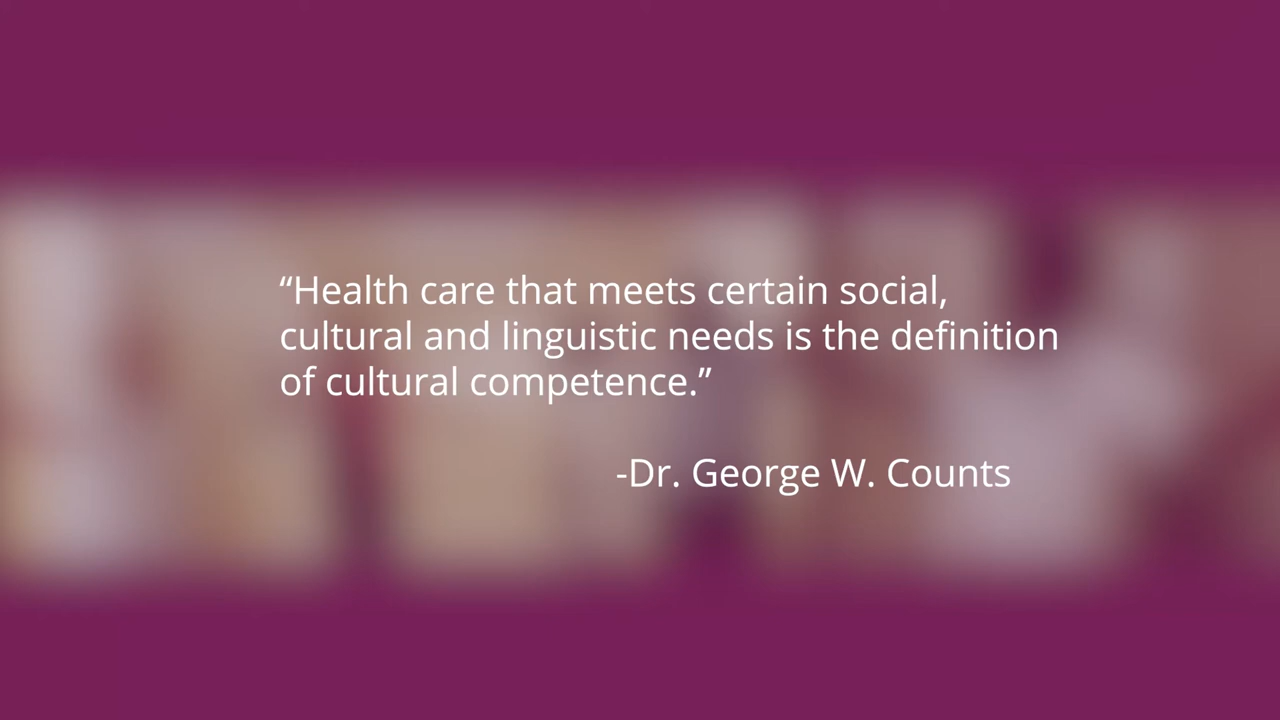 “Health care that meets certain social,
cultural and linguistic needs is the definition
of cultural competence.”
-Dr. George W. Counts